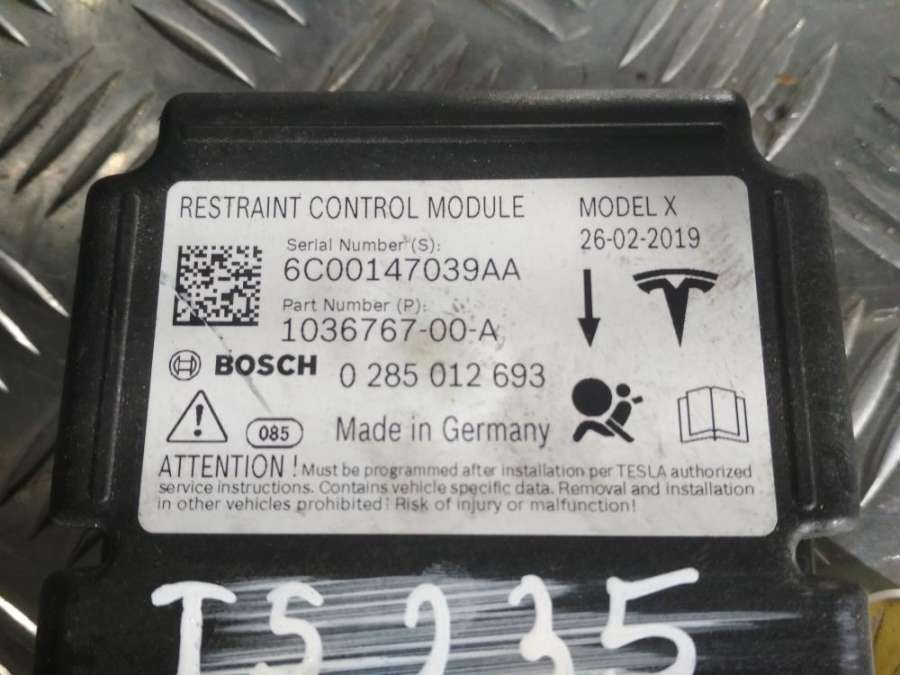 RESTRAINT CONTROL MODULE MODEL X
Serial Number (S): 26-02-2019
6C00147039AA
Part Number (P):
1036767-00-A
BOSCH 0 285 012 693
085 Made in Germany
ATTENTION ! Must be programmed after installation per TESLA authorized
service instructions. Contains vehicle specific data. Removal and installation
in other vehicles prohibited! Risk of injury or malfunction!
TS 235